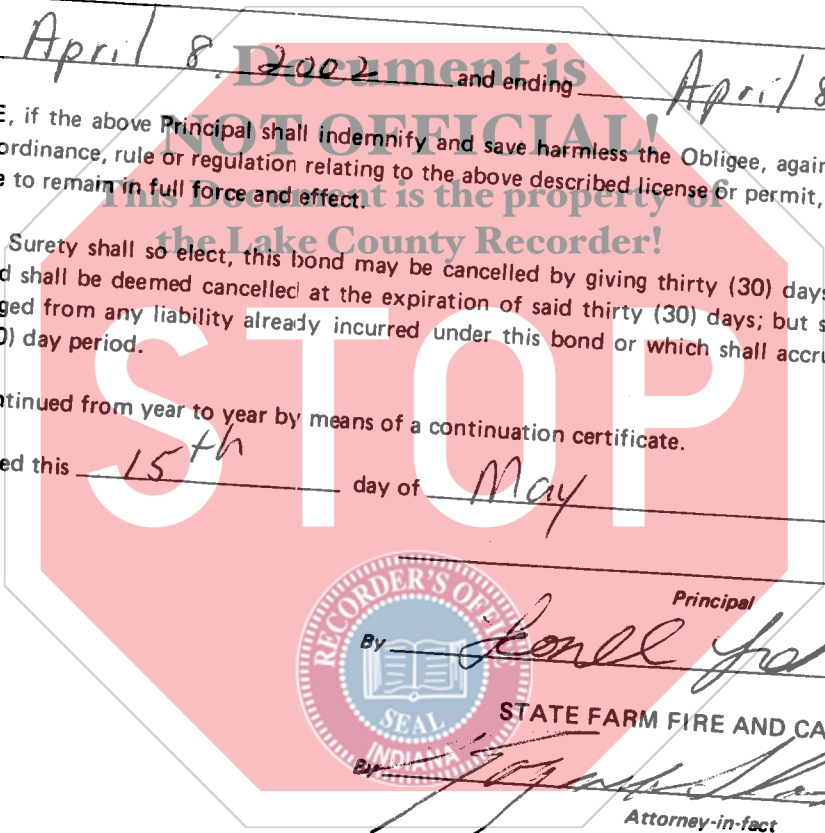 April 8, 2002 and ending April 8
E, if the above Principal shall indemnify and save harmless the Obligee, again
ordinance, rule or regulation relating to the above described license or permit,
e to remain in full force and effect.
Surety shall so elect, this bond may be cancelled by giving thirty (30) days
d shall be deemed cancelled at the expiration of said thirty (30) days; but s
ged from any liability already incurred under this bond or which shall accru
0) day period.
ntinued from year to year by means of a continuation certificate.
ed this 15th day of May
Principal
By
STATE FARM FIRE AND CA
By
Attorney-in-fact
Document is
NOT OFFICIAL!
This Document is the property of
the Lake County Recorder!
STOP
RECORDER'S OFFICE
SEAL
INDIANA